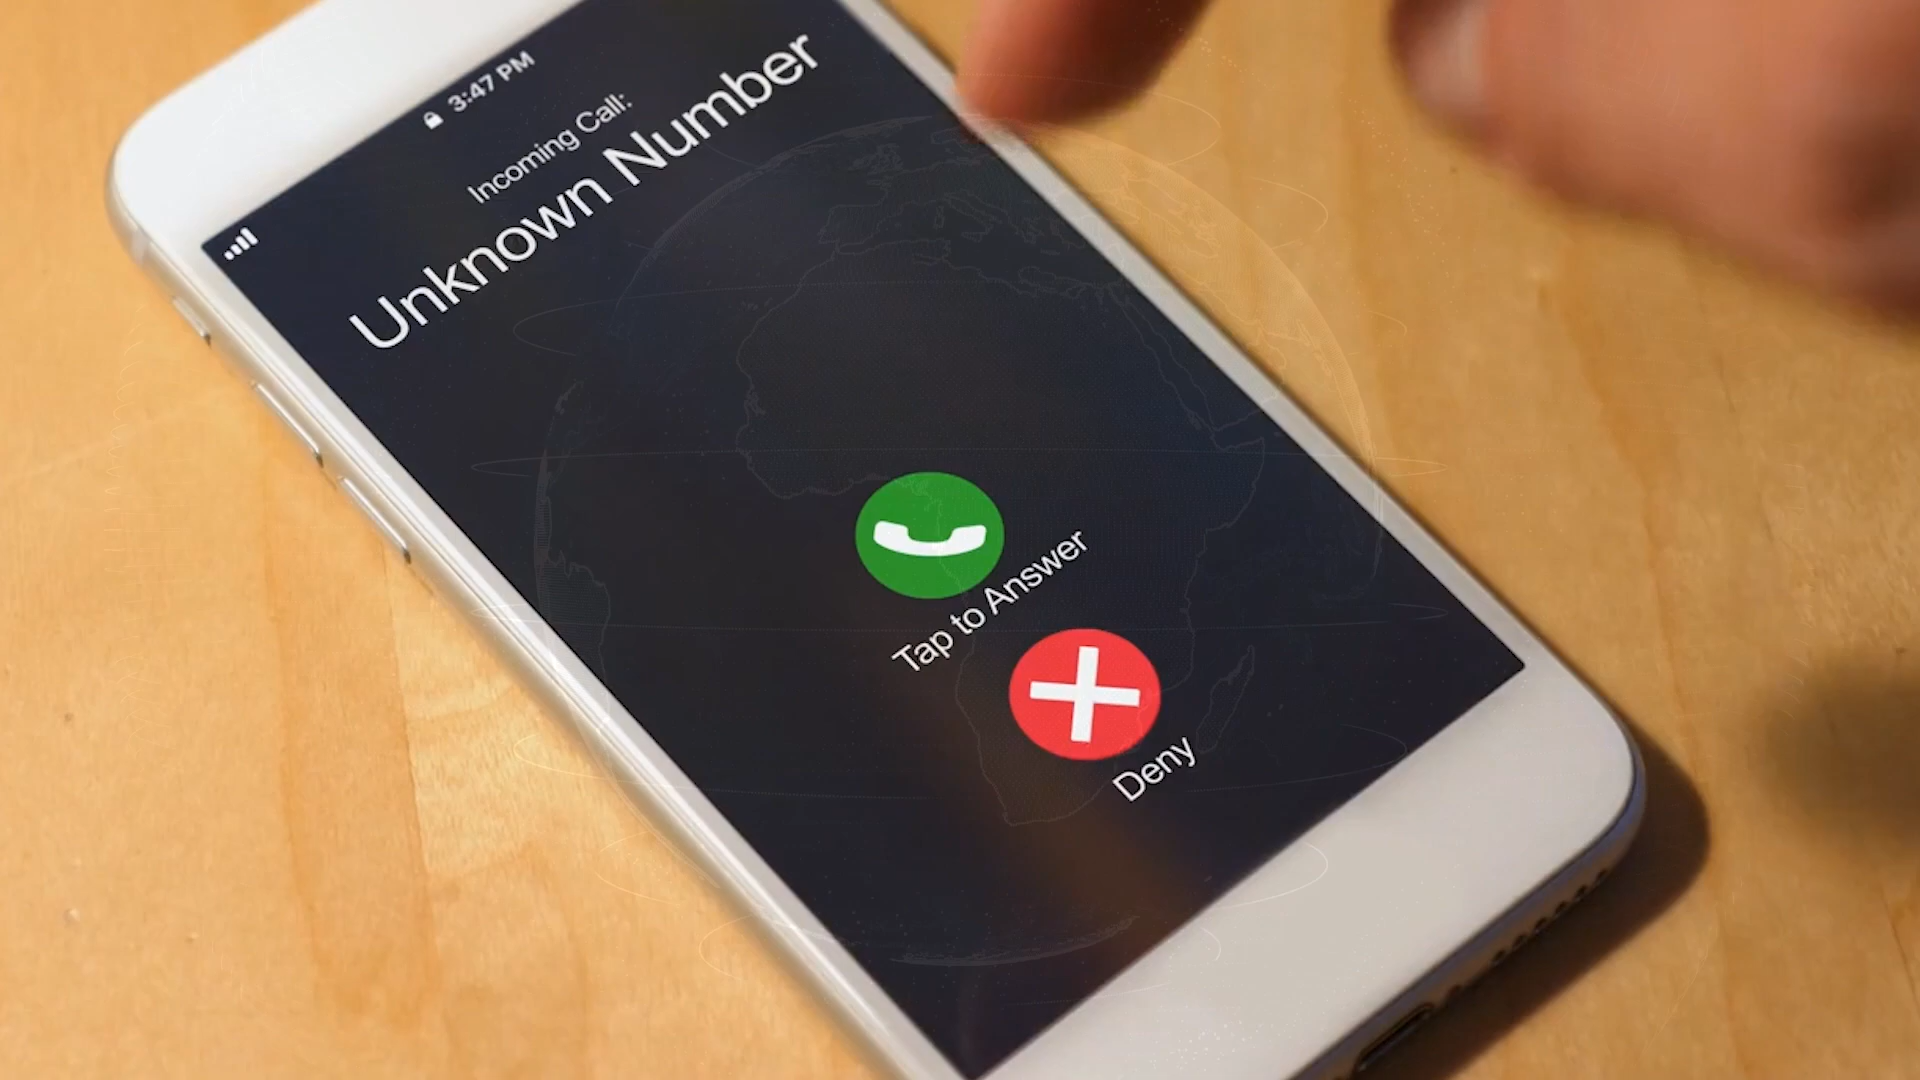 3:47 PM
Incoming Call:
Unknown Number
Tap to Answer
Deny